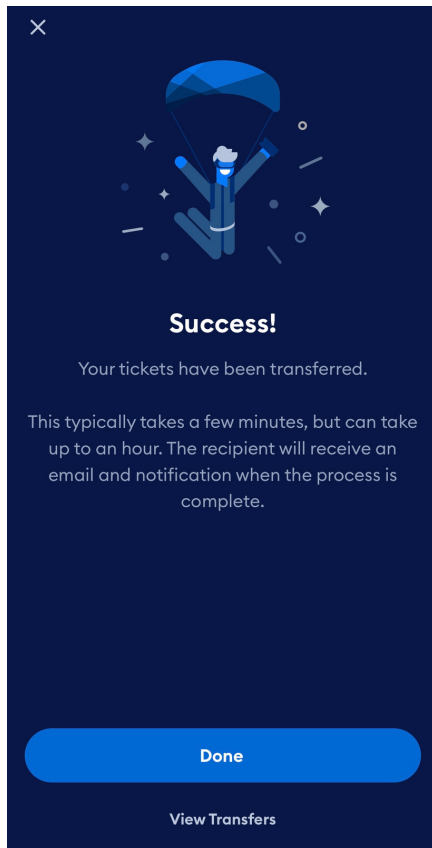 Success!
Your tickets have been transferred.
This typically takes a few minutes, but can take
up to an hour. The recipient will receive an
email and notification when the process is
complete.
Done
View Transfers